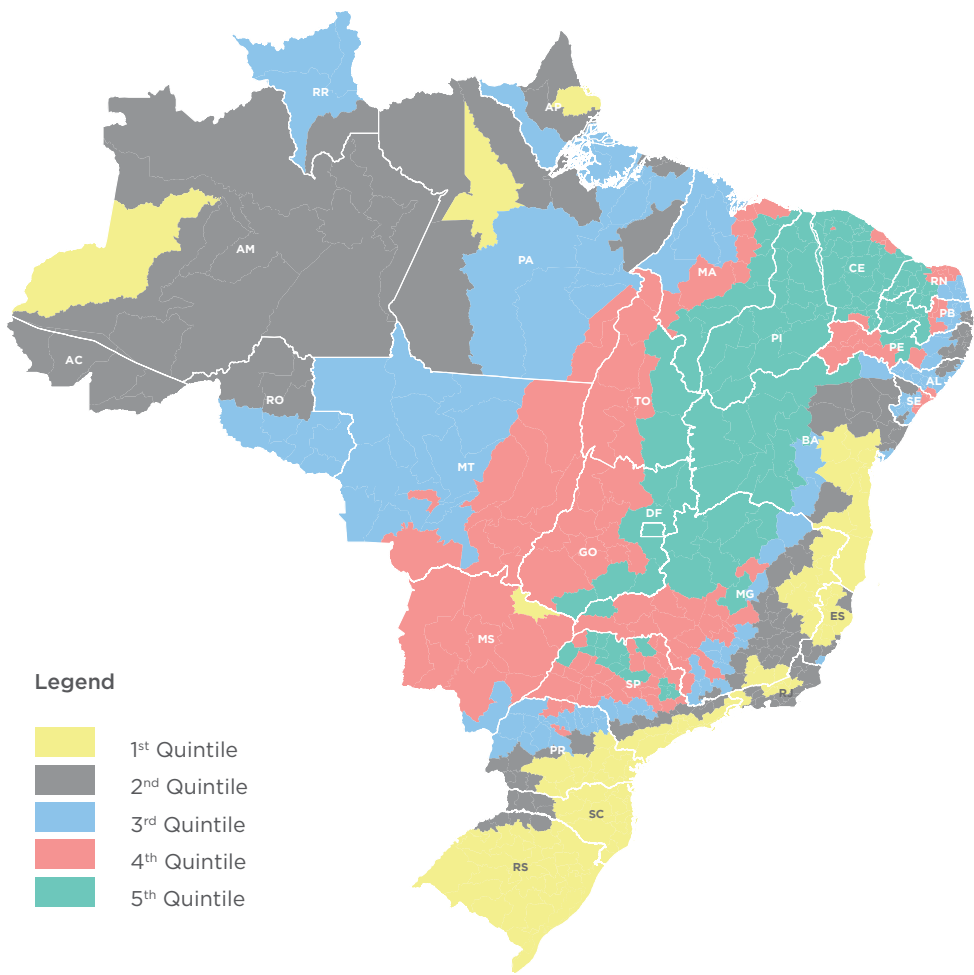 RR
AP
AM
PA
MA
CE
RN
PB
PI
PE
AC
RO
TO
AL
SE
BA
MT
DF
GO
MG
ES
MS
SP
RJ
PR
SC
RS
Legend
1st Quintile
2nd Quintile
3rd Quintile
4th Quintile
5th Quintile